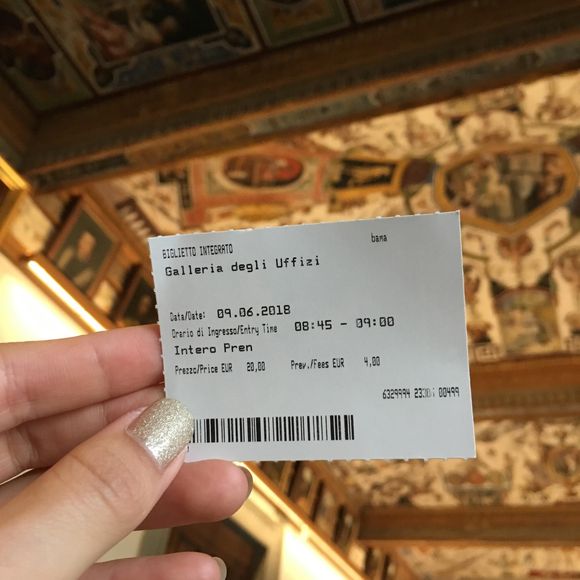 BIGLIETTO INTEGRATO bama
Galleria degli Uffizi
Data/Date: 09.06.2018
Orario di Ingresso/Entry Time 08:45 - 09:00
Intero Pren
Prezzo/Price EUR 20,00 Prev./Fees EUR 4,00
6329994 00499